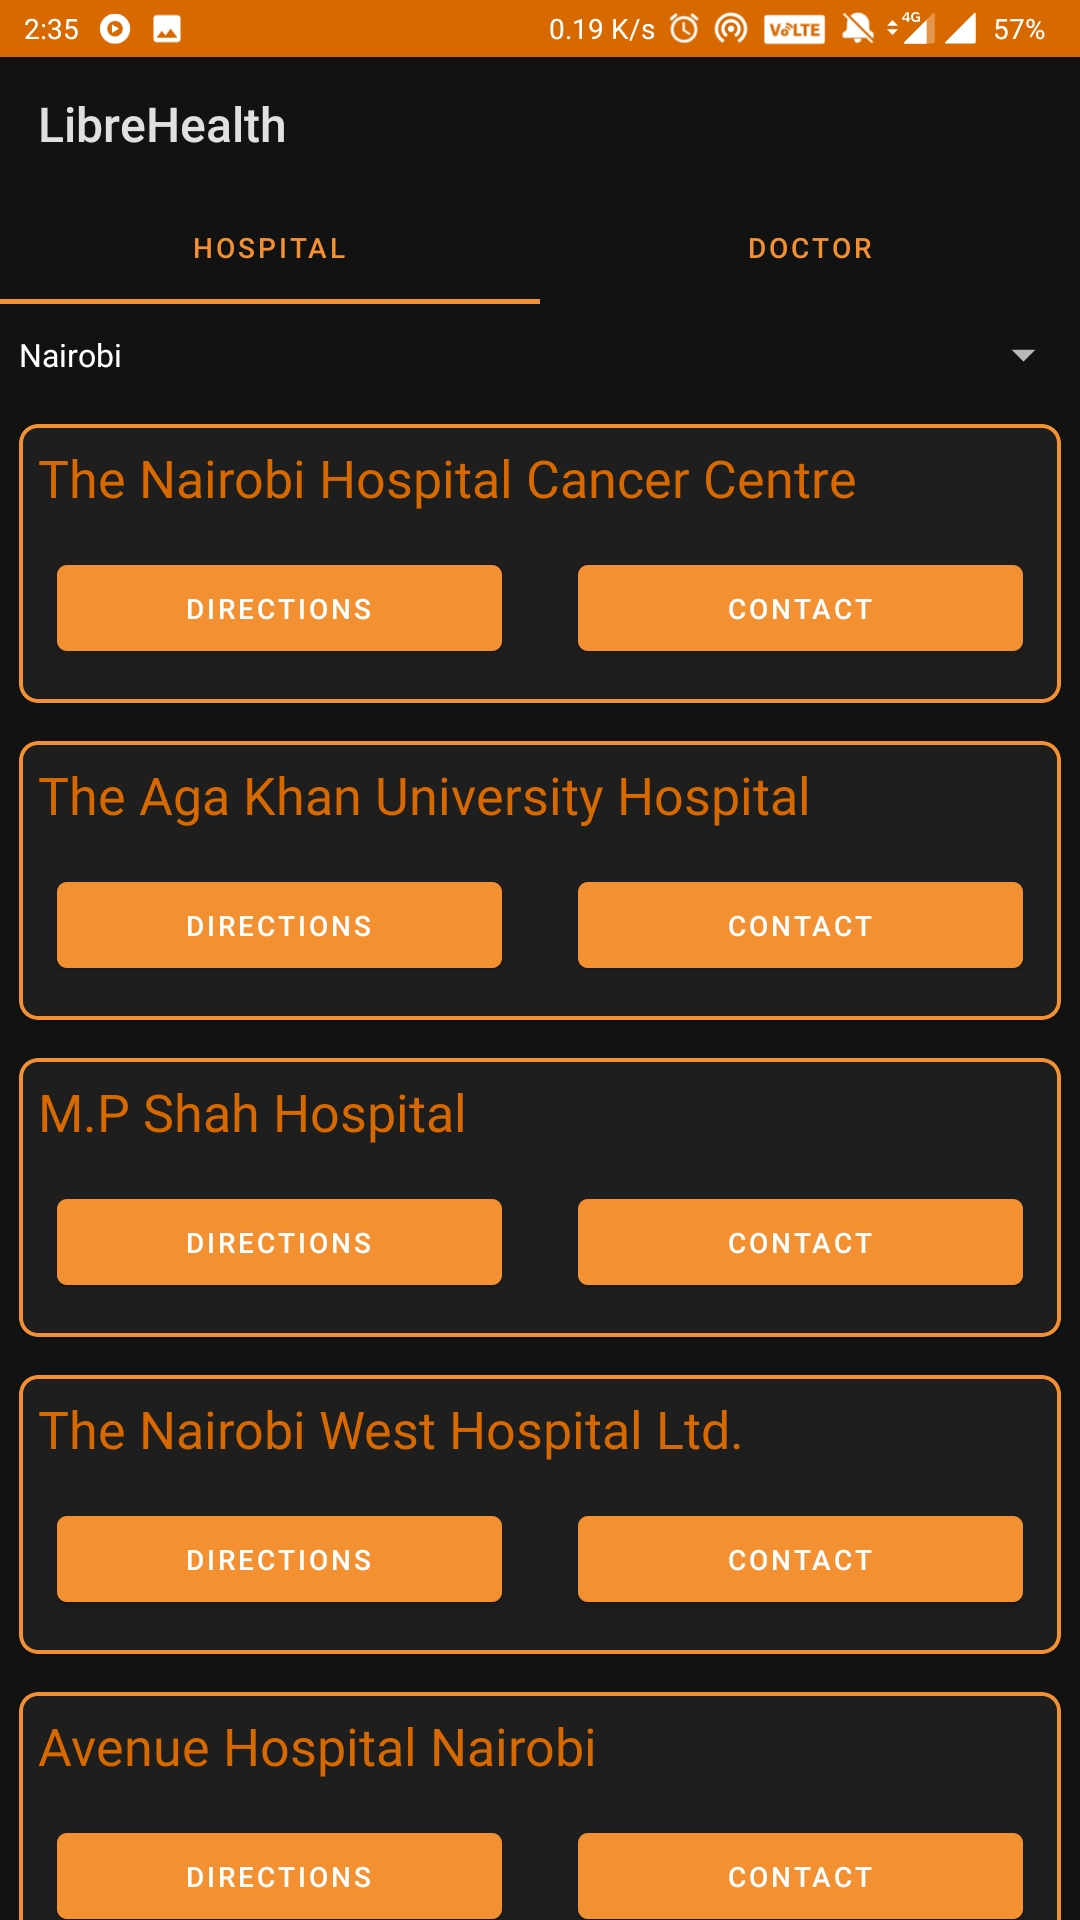 2:35 0.19 K/s VoLTE 4G 57%
LibreHealth
HOSPITAL DOCTOR
Nairobi
The Nairobi Hospital Cancer Centre
DIRECTIONS CONTACT
The Aga Khan University Hospital
DIRECTIONS CONTACT
M.P Shah Hospital
DIRECTIONS CONTACT
The Nairobi West Hospital Ltd.
DIRECTIONS CONTACT
Avenue Hospital Nairobi
DIRECTIONS CONTACT